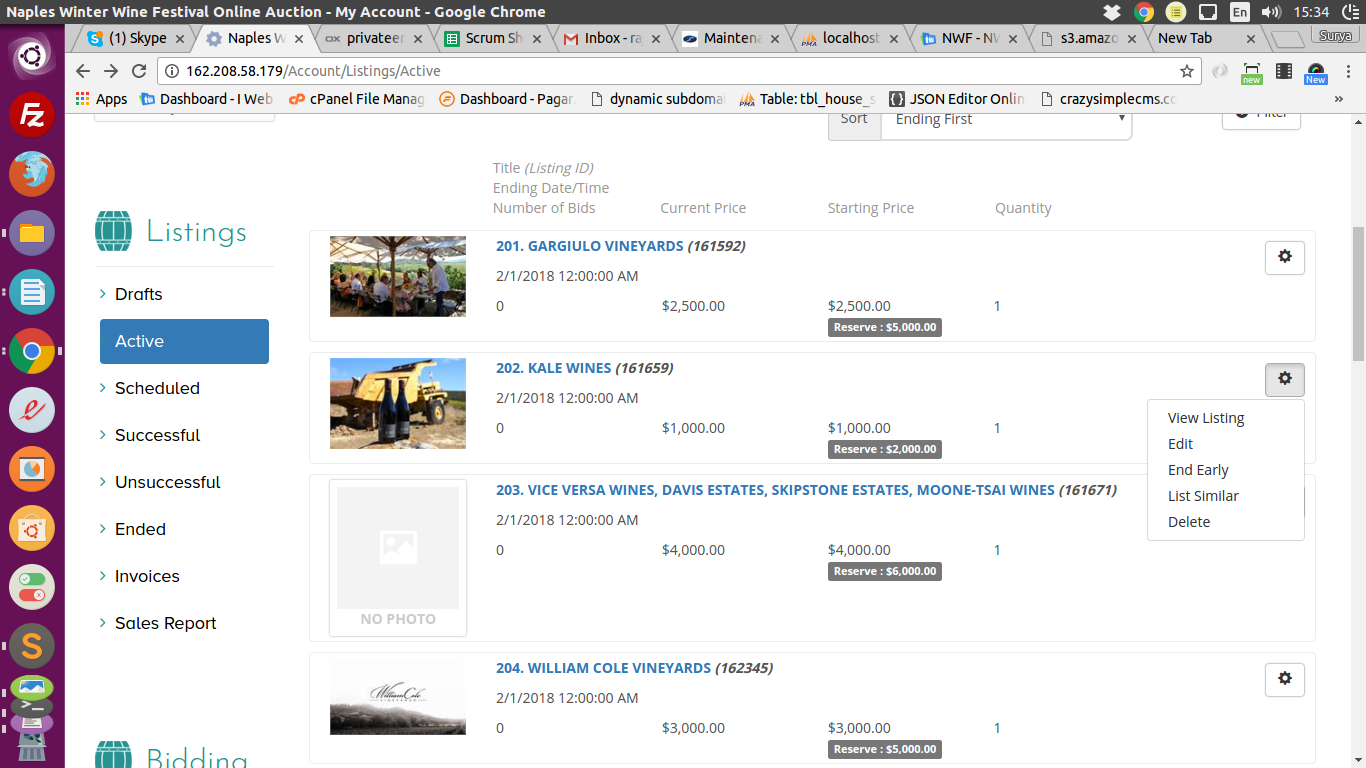 Naples Winter Wine Festival Online Auction - My Account - Google Chrome
En
15:34
(1) Skype
Naples W
privateer
Scrum Sh
Inbox - ra
Maintena
localhost
NWF - NW
s3.amazo
New Tab
Surya
162.208.58.179/Account/Listings/Active
new
New
Apps
Dashboard - I Web
cPanel File Manag
Dashboard - Pagar
dynamic subdomai
Table: tbl_house_s
JSON Editor Onlin
crazysimplecms.co
»
Sort
Ending First
Filter
Title (Listing ID)
Ending Date/Time
Number of Bids
Current Price
Starting Price
Quantity
Listings
Drafts
Active
Scheduled
Successful
Unsuccessful
Ended
Invoices
Sales Report
Bidding
201. GARGIULO VINEYARDS (161592)
2/1/2018 12:00:00 AM
0 $2,500.00 $2,500.00 1
Reserve : $5,000.00
202. KALE WINES (161659)
2/1/2018 12:00:00 AM
0 $1,000.00 $1,000.00 1
Reserve : $2,000.00
View Listing
Edit
End Early
List Similar
Delete
203. VICE VERSA WINES, DAVIS ESTATES, SKIPSTONE ESTATES, MOONE-TSAI WINES (161671)
2/1/2018 12:00:00 AM
0 $4,000.00 $4,000.00 1
Reserve : $6,000.00
NO PHOTO
204. WILLIAM COLE VINEYARDS (162345)
2/1/2018 12:00:00 AM
William Cole
VINEYARDS
0 $3,000.00 $3,000.00 1
Reserve : $5,000.00